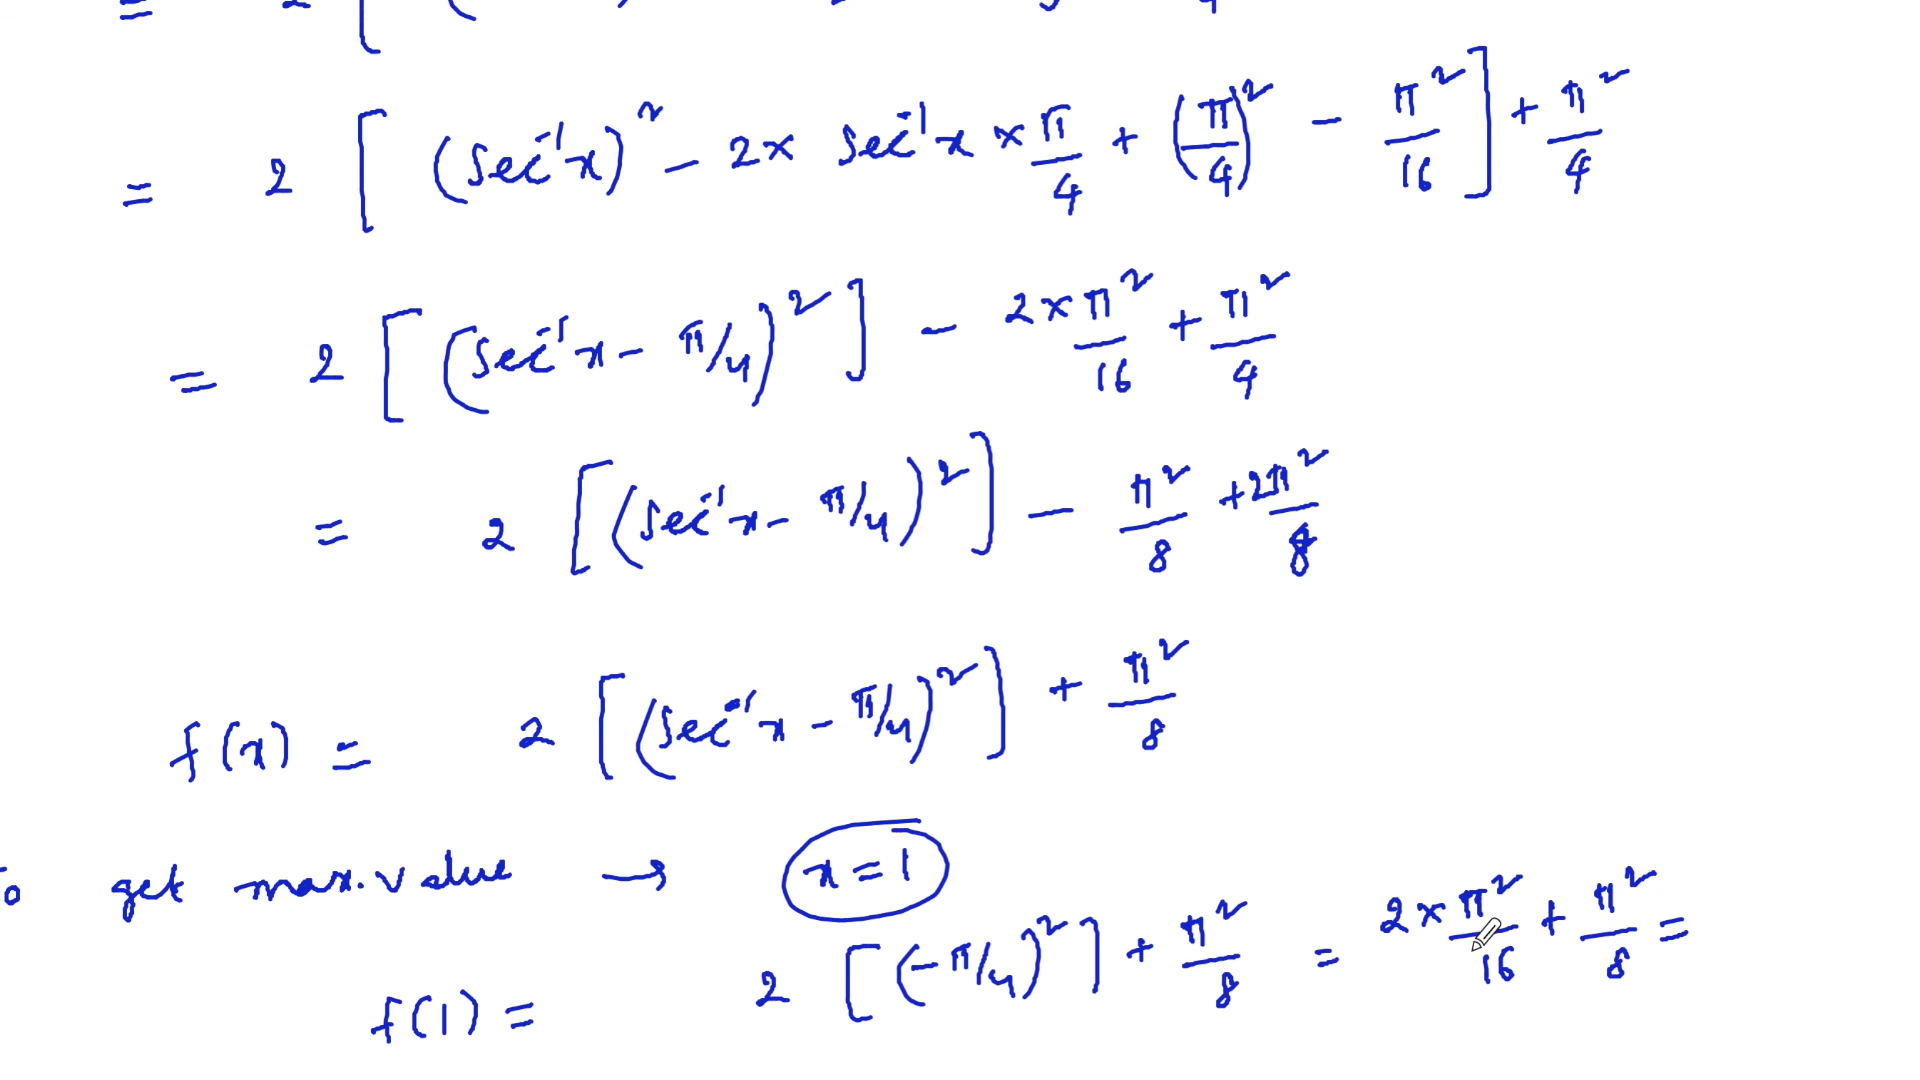 = 2 [ (sec⁻¹x)² - 2× sec⁻¹x × π/4 + (π/4)² - π²/16 ] + π²/4
= 2 [ (sec⁻¹x - π/4)² ] - 2×π²/16 + π²/4
= 2 [ (sec⁻¹x - π/4)² ] - π²/8 + 2π²/8
f(x) = 2 [ (sec⁻¹x - π/4)² ] + π²/8
To get max. value → x = 1
f(1) = 2 [ (-π/4)² ] + π²/8 = 2×π²/16 + π²/8 =